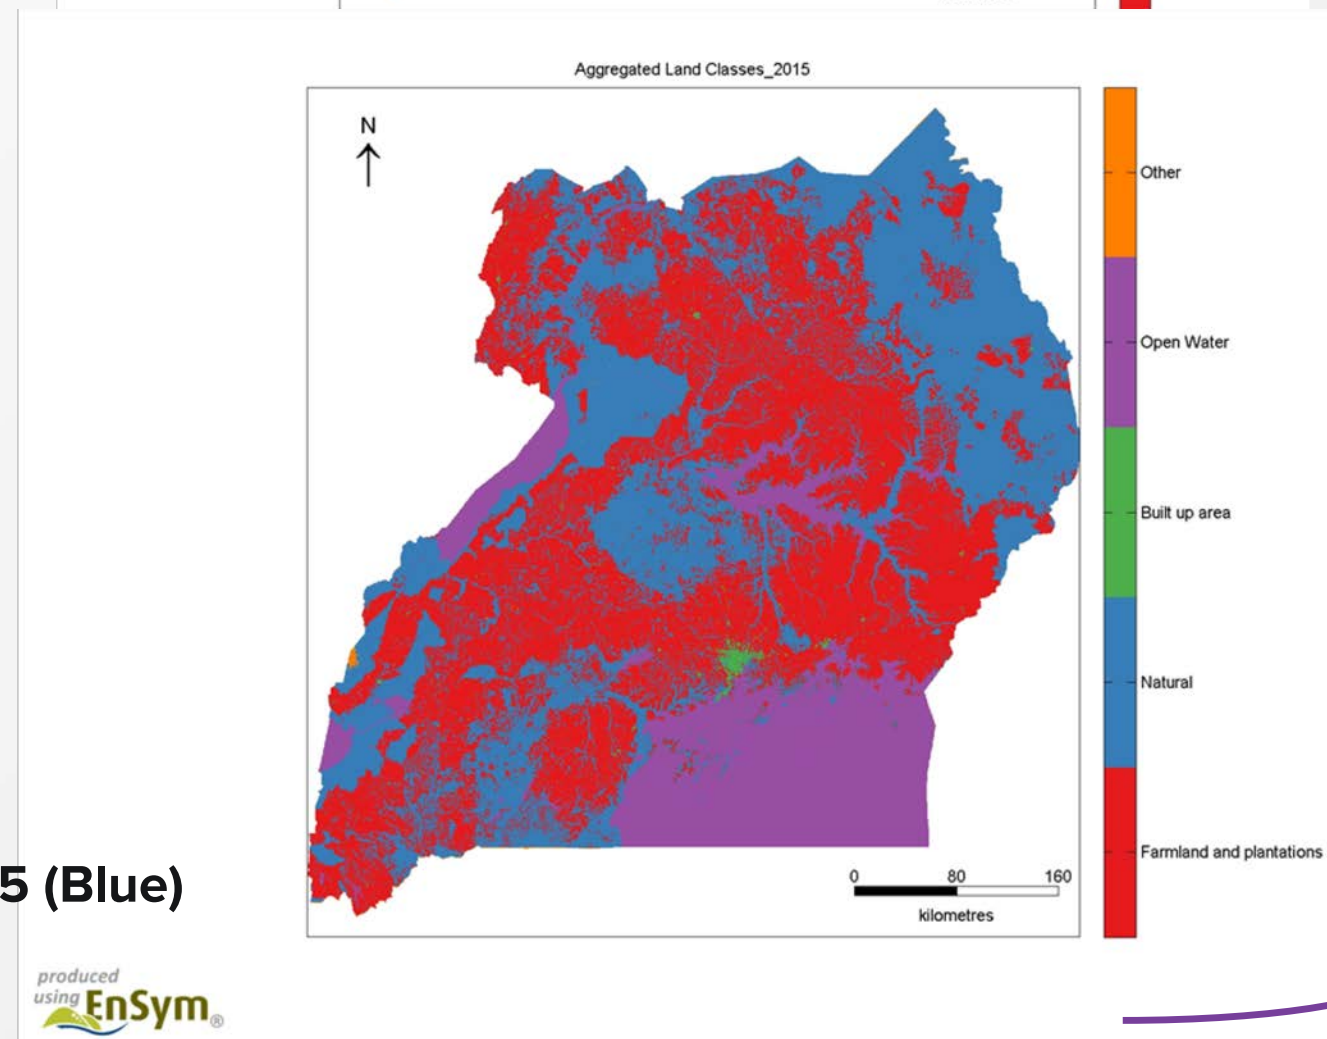 Aggregated Land Classes_2015
N
Other
Open Water
Built up area
Natural
Farmland and plantations
0 80 160
kilometres
5 (Blue)
produced
using EnSym®